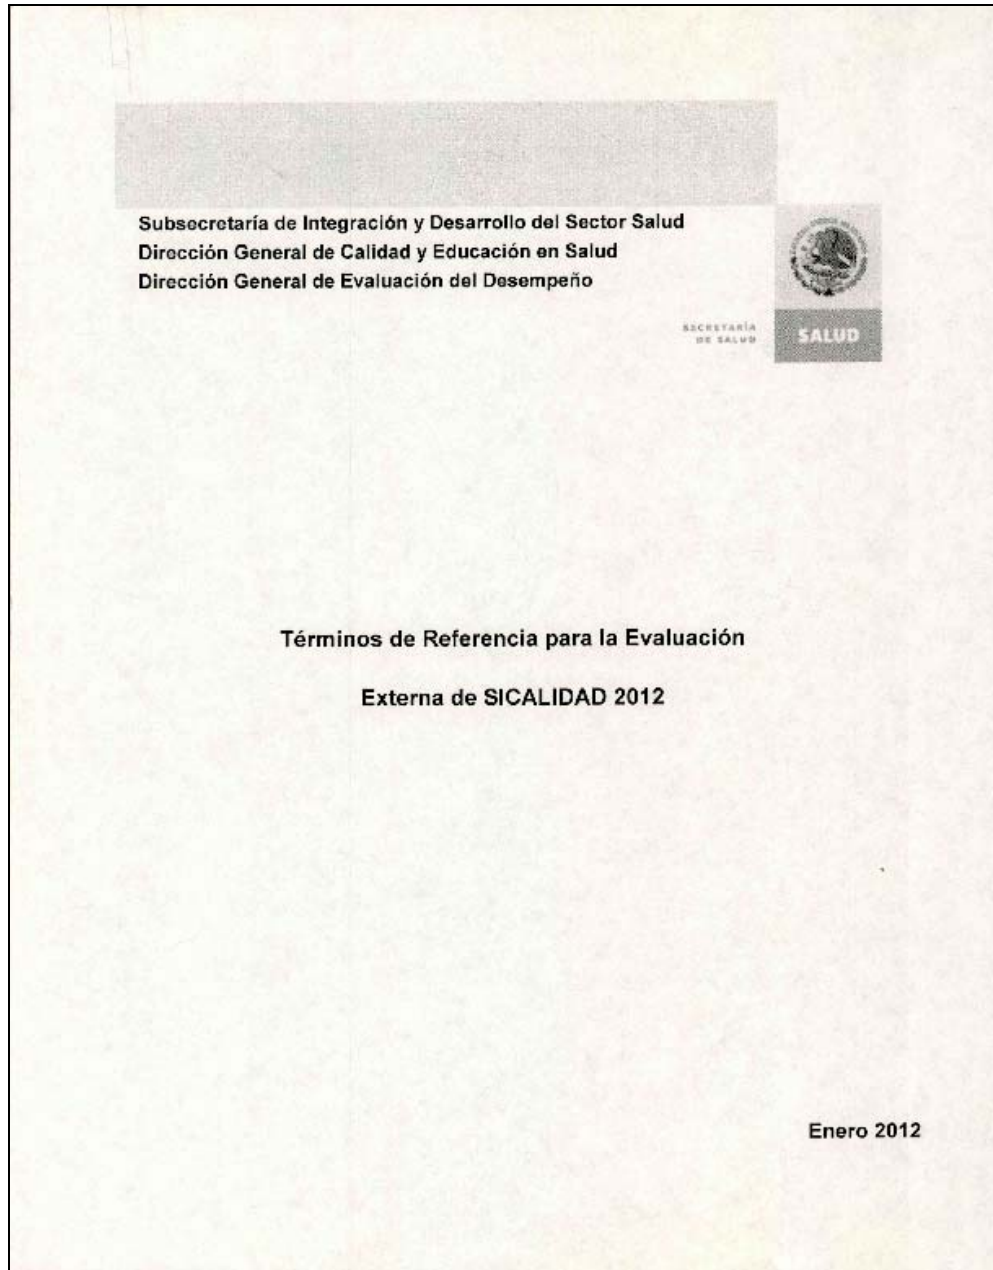 Subsecretaría de Integración y Desarrollo del Sector Salud
Dirección General de Calidad y Educación en Salud
Dirección General de Evaluación del Desempeño
SECRETARÍA
DE SALUD
SALUD
Términos de Referencia para la Evaluación
Externa de SICALIDAD 2012
Enero 2012